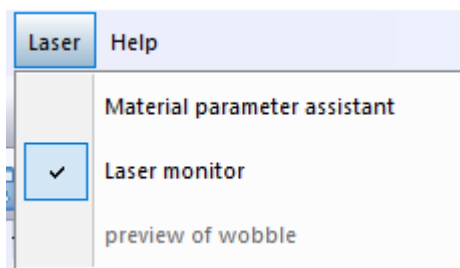 Laser Help
Material parameter assistant
Laser monitor
preview of wobble